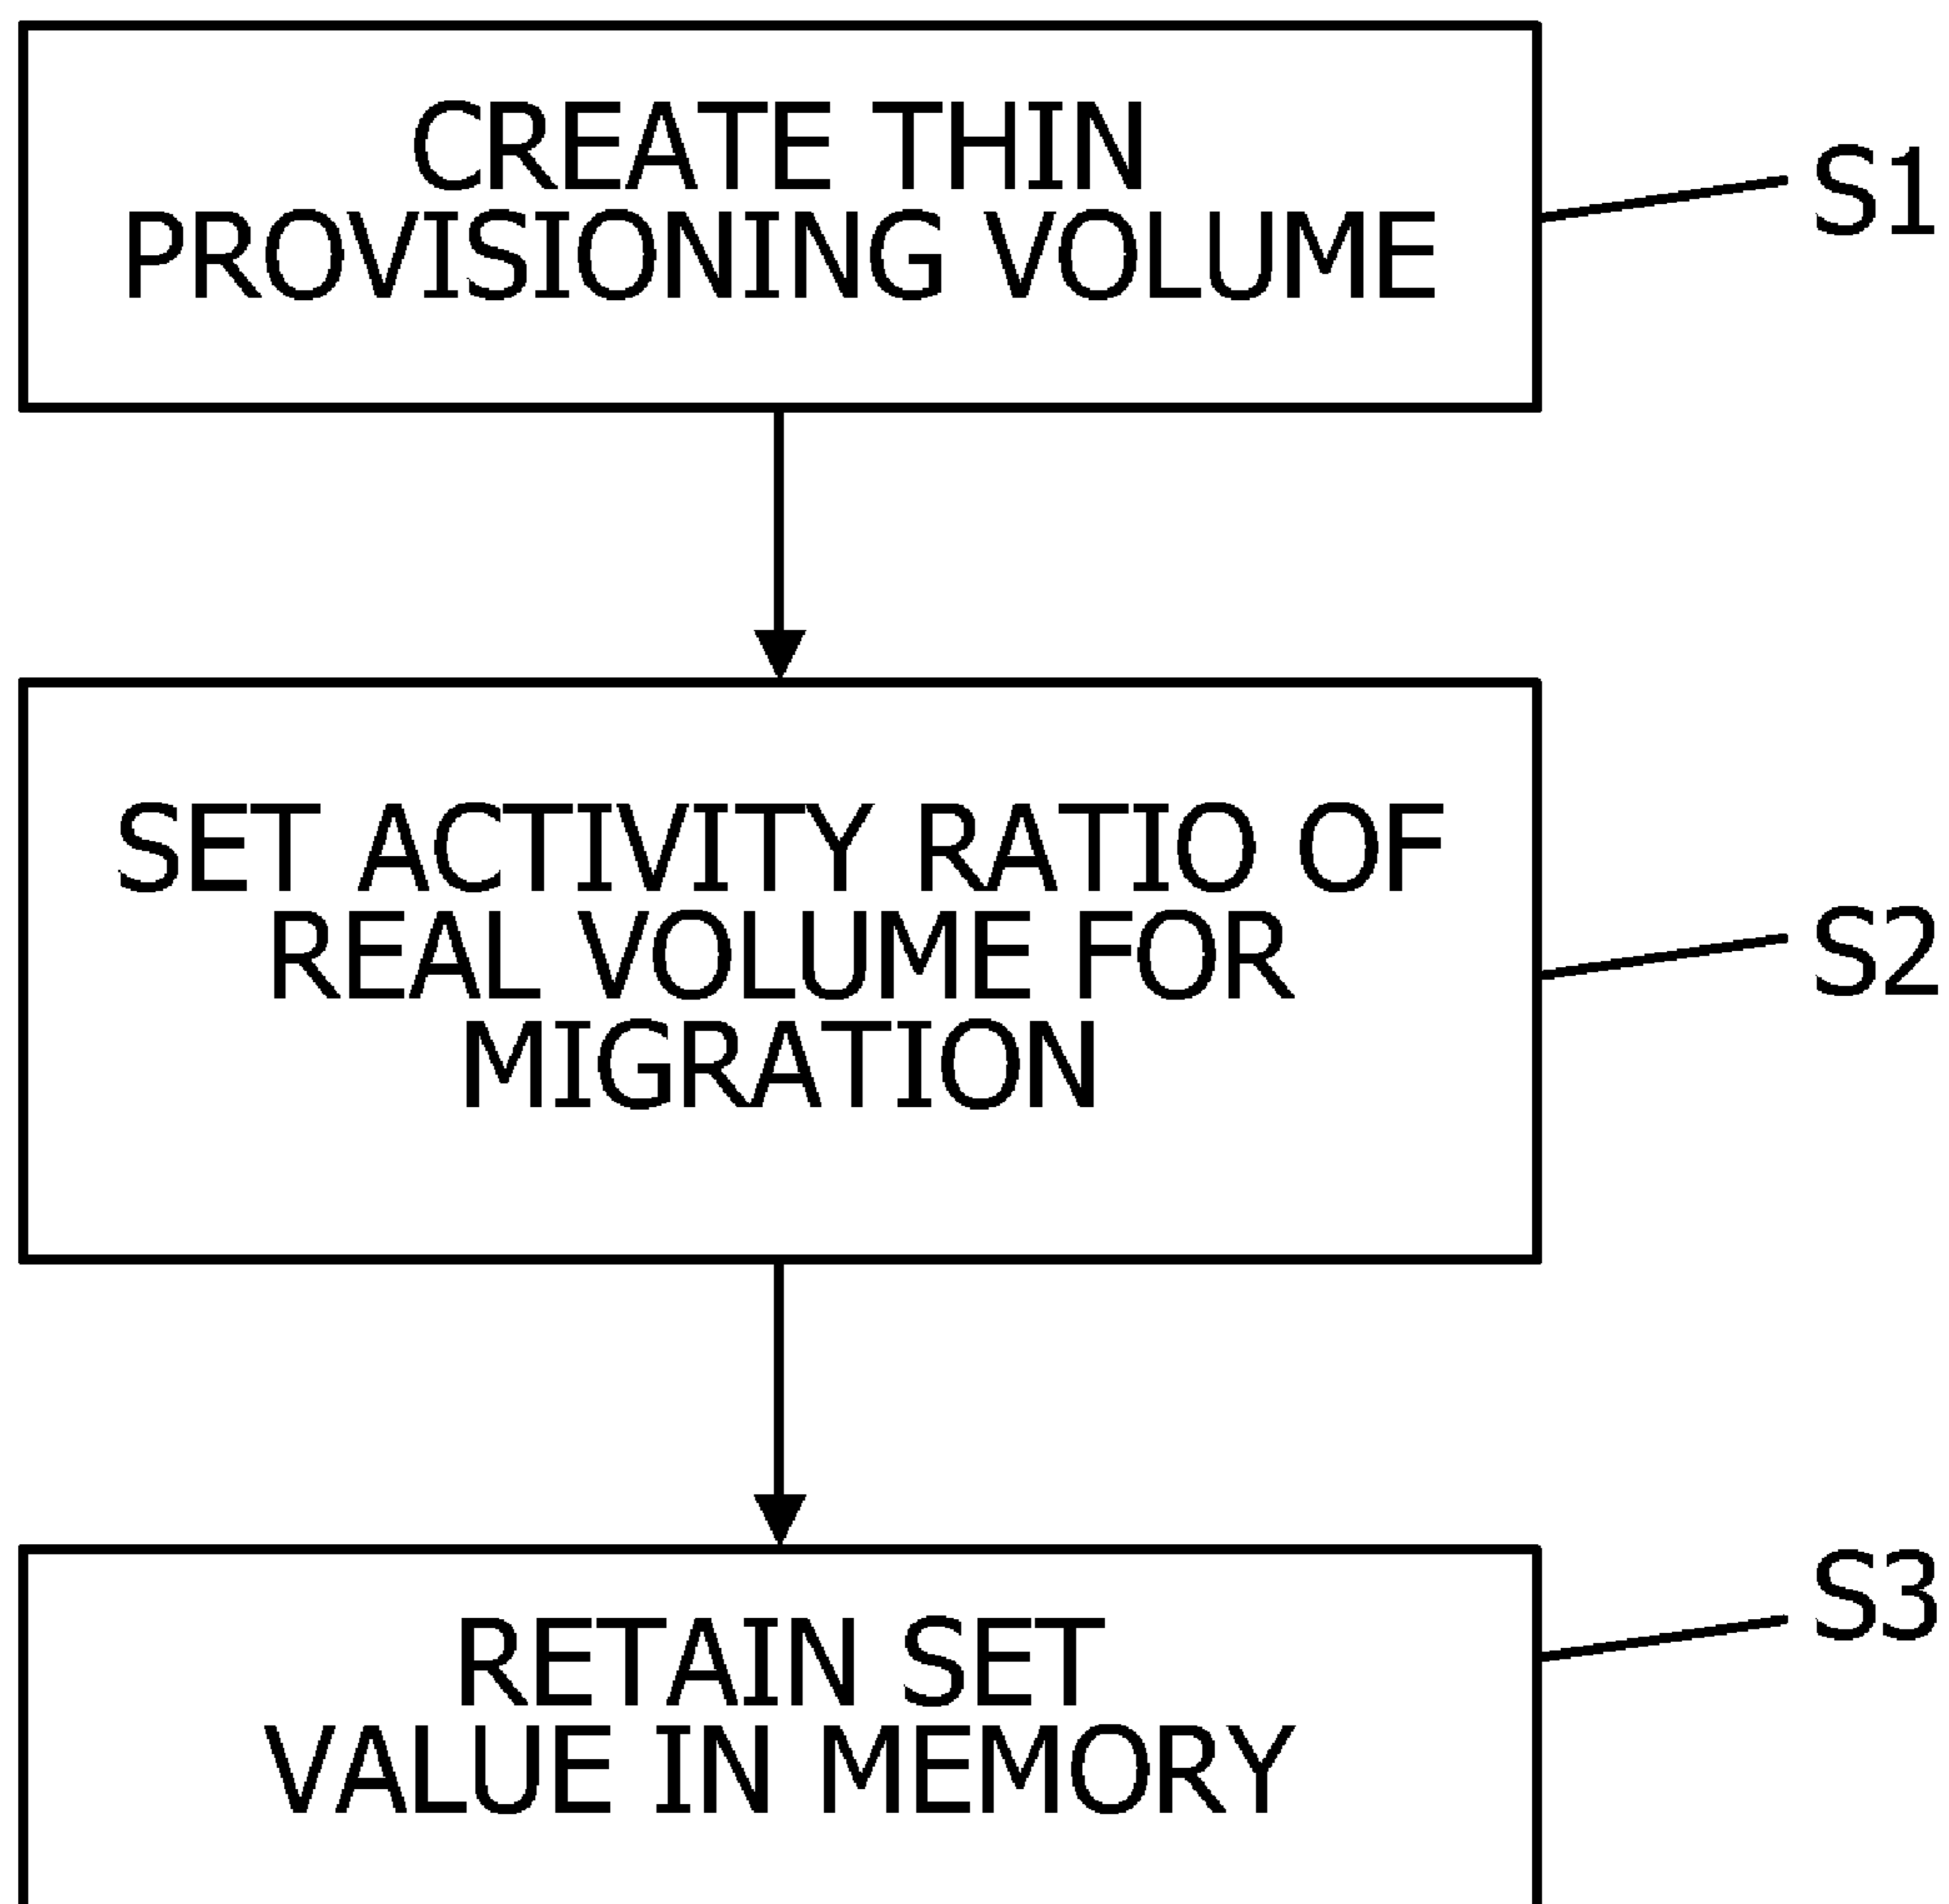 CREATE THIN
PROVISIONING VOLUME
S1
SET ACTIVITY RATIO OF
REAL VOLUME FOR
MIGRATION
S2
RETAIN SET
VALUE IN MEMORY
S3